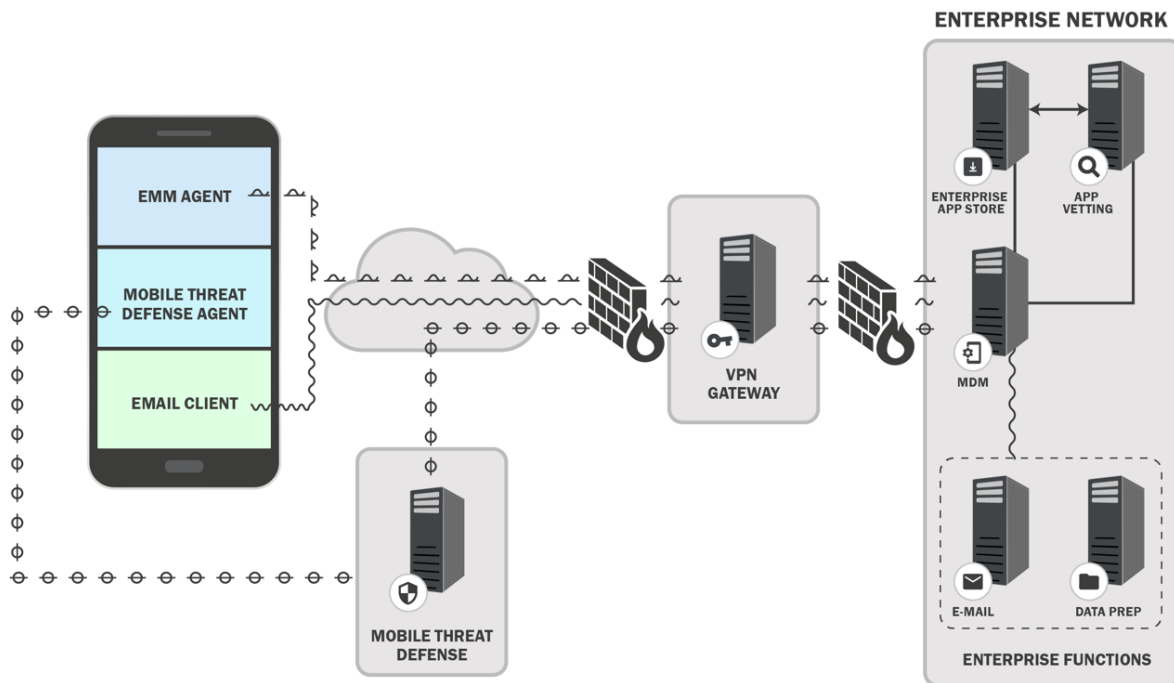 ENTERPRISE NETWORK
ENTERPRISE
APP STORE
APP
VETTING
EMM AGENT
MOBILE THREAT
DEFENSE AGENT
EMAIL CLIENT
VPN
GATEWAY
MDM
MOBILE THREAT
DEFENSE
E-MAIL
DATA PREP
ENTERPRISE FUNCTIONS